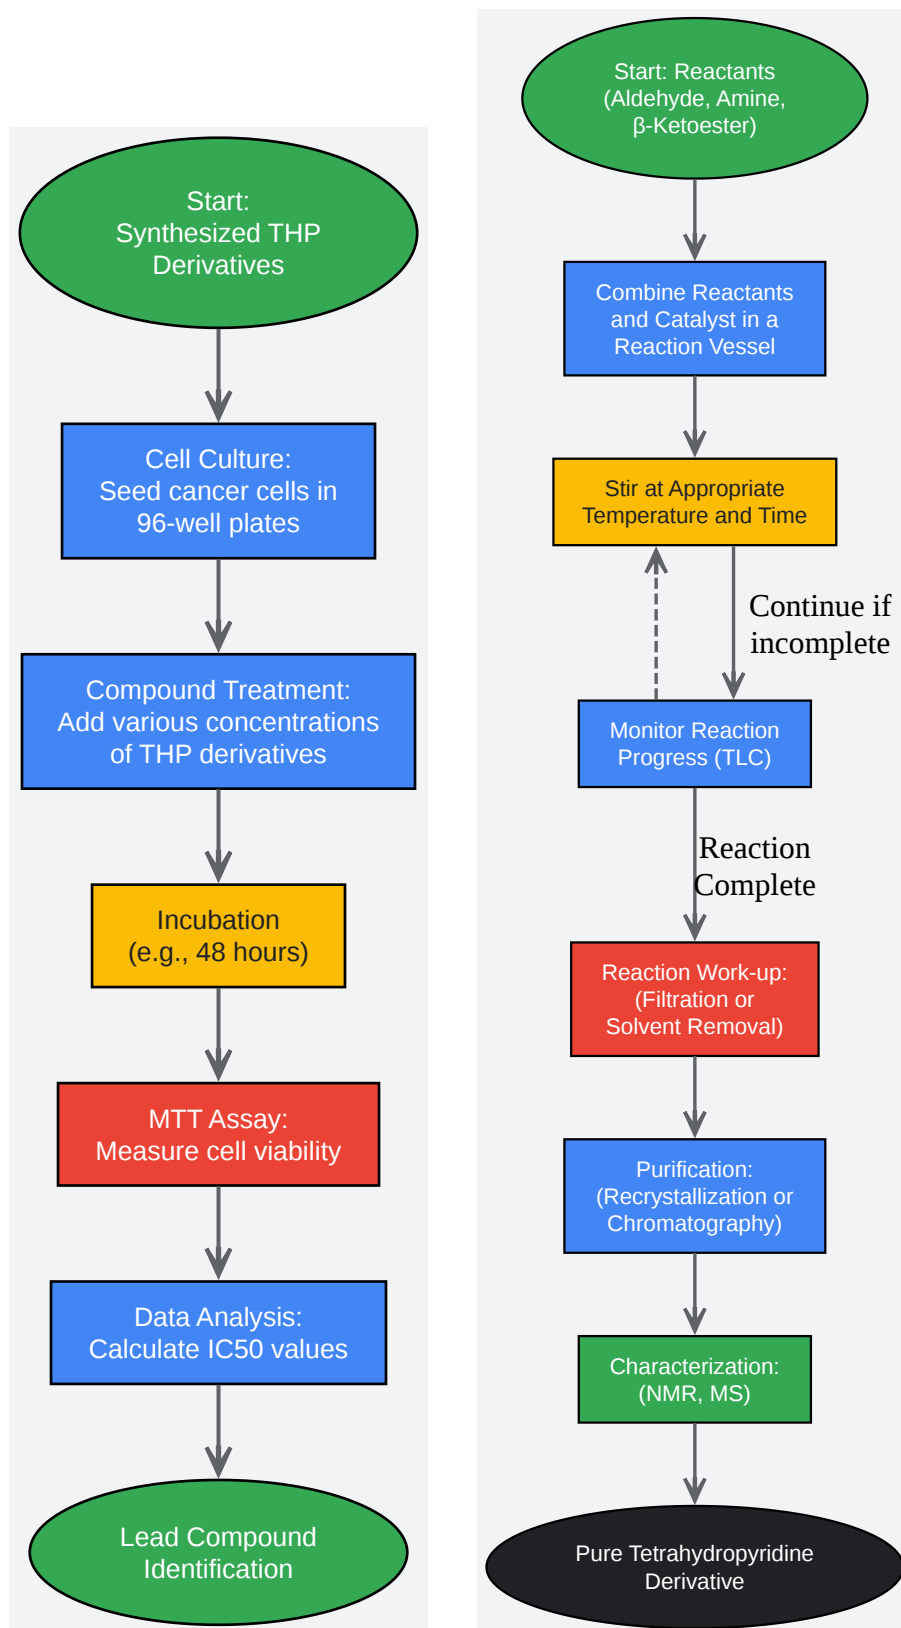 Start:
Synthesized THP
Derivatives
Cell Culture:
Seed cancer cells in
96-well plates
Compound Treatment:
Add various concentrations
of THP derivatives
Incubation
(e.g., 48 hours)
MTT Assay:
Measure cell viability
Data Analysis:
Calculate IC50 values
Lead Compound
Identification
Start: Reactants
(Aldehyde, Amine,
β-Ketoester)
Combine Reactants
and Catalyst in a
Reaction Vessel
Stir at Appropriate
Temperature and Time
Continue if
incomplete
Monitor Reaction
Progress (TLC)
Reaction
Complete
Reaction Work-up:
(Filtration or
Solvent Removal)
Purification:
(Recrystallization or
Chromatography)
Characterization:
(NMR, MS)
Pure Tetrahydropyridine
Derivative